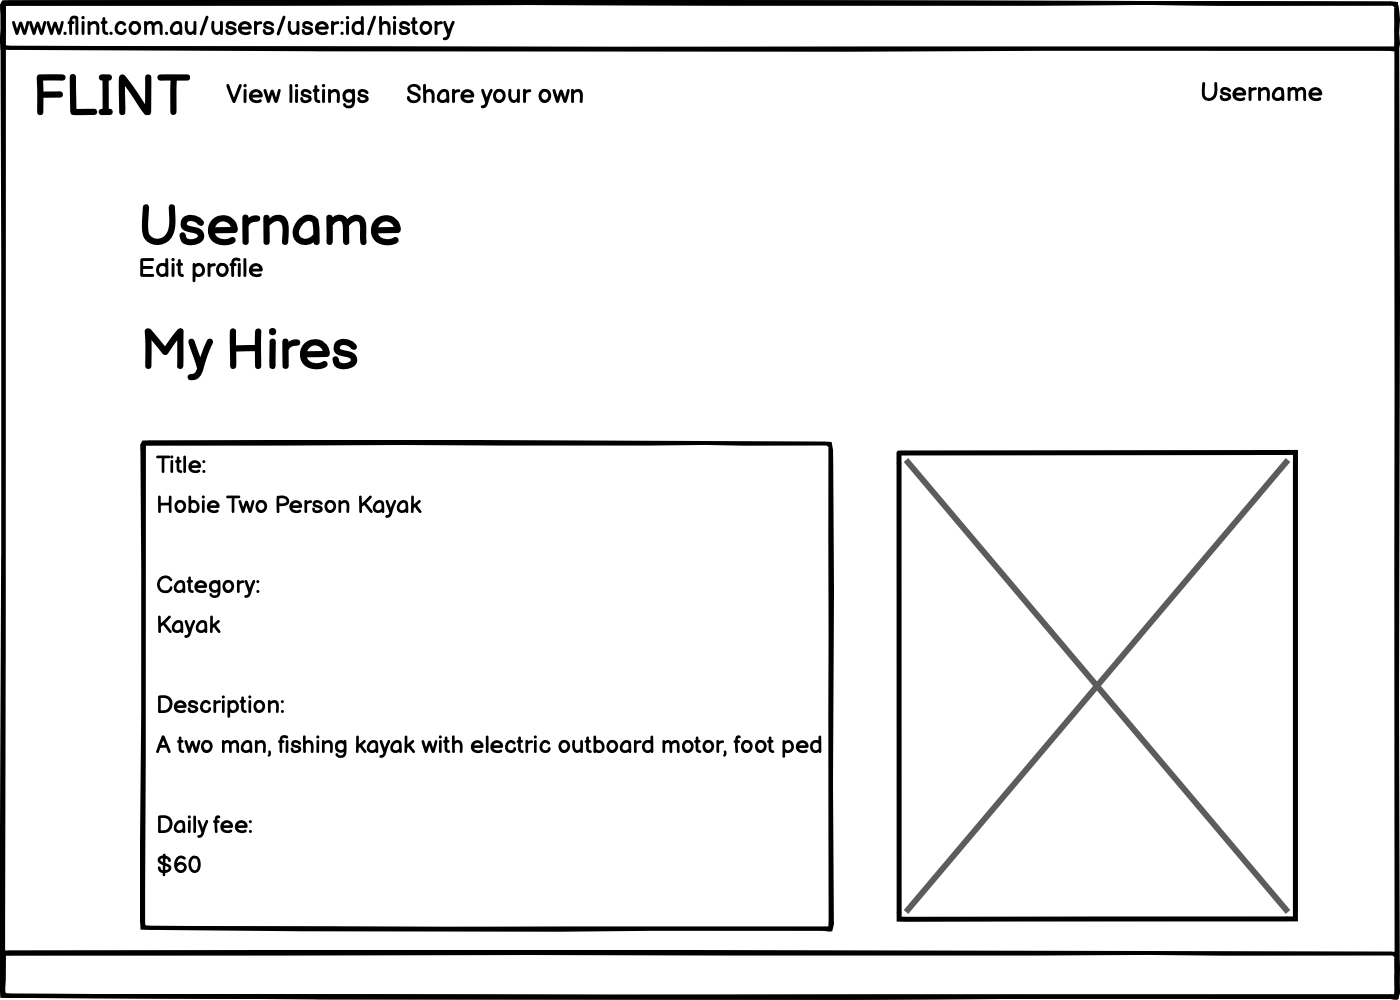 www.flint.com.au/users/user:id/history
FLINT View listings Share your own Username
Username
Edit profile
My Hires
Title:
Hobie Two Person Kayak
Category:
Kayak
Description:
A two man, fishing kayak with electric outboard motor, foot ped
Daily fee:
$60